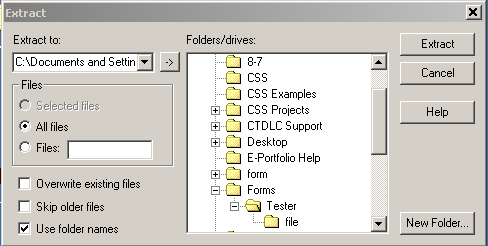 Extract
Extract to:
C:\Documents and Settin
->
Files
Selected files
All files
Files:
Overwrite existing files
Skip older files
Use folder names
Folders/drives:
8-7
CSS
CSS Examples
CSS Projects
CTDLC Support
Desktop
E-Portfolio Help
form
Forms
Tester
file
Extract
Cancel
Help
New Folder...